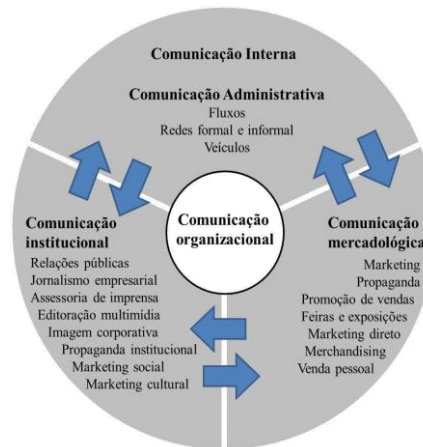 Comunicação Interna
Comunicação Administrativa
Fluxos
Redes formal e informal
Veículos
Comunicação
institucional
Relações públicas
Jornalismo empresarial
Assessoria de imprensa
Editoração multimídia
Imagem corporativa
Propaganda institucional
Marketing social
Marketing cultural
Comunicação
organizacional
Comunicação
mercadológica
Marketing
Propaganda
Promoção de vendas
Feiras e exposições
Marketing direto
Merchandising
Venda pessoal